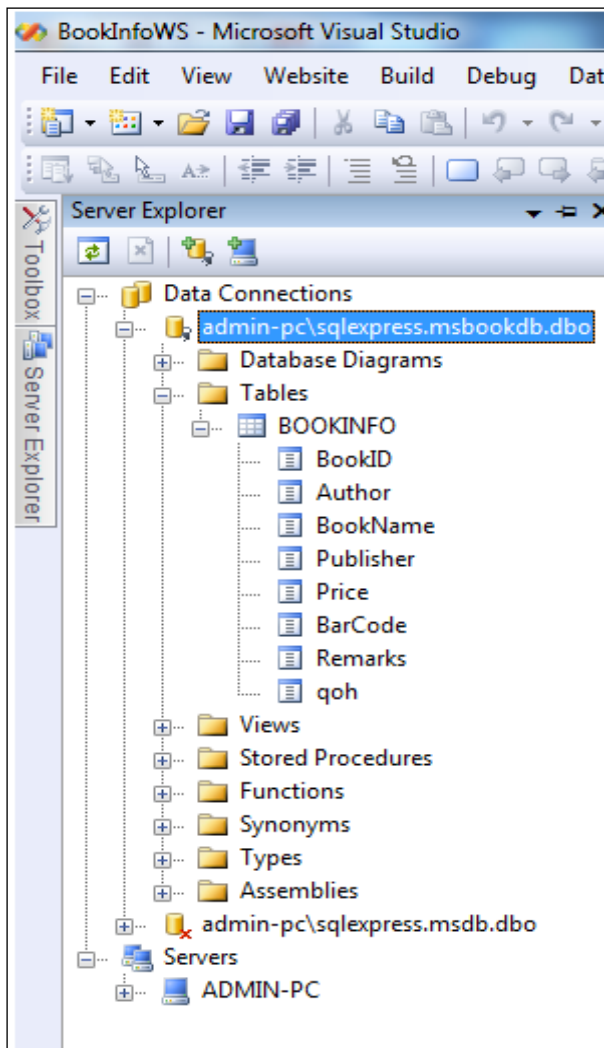 BookInfoWS - Microsoft Visual Studio
File Edit View Website Build Debug Dat
Server Explorer
Toolbox
Server Explorer
Data Connections
admin-pc\sqlexpress.msbookdb.dbo
Database Diagrams
Tables
BOOKINFO
BookID
Author
BookName
Publisher
Price
BarCode
Remarks
qoh
Views
Stored Procedures
Functions
Synonyms
Types
Assemblies
admin-pc\sqlexpress.msdb.dbo
Servers
ADMIN-PC